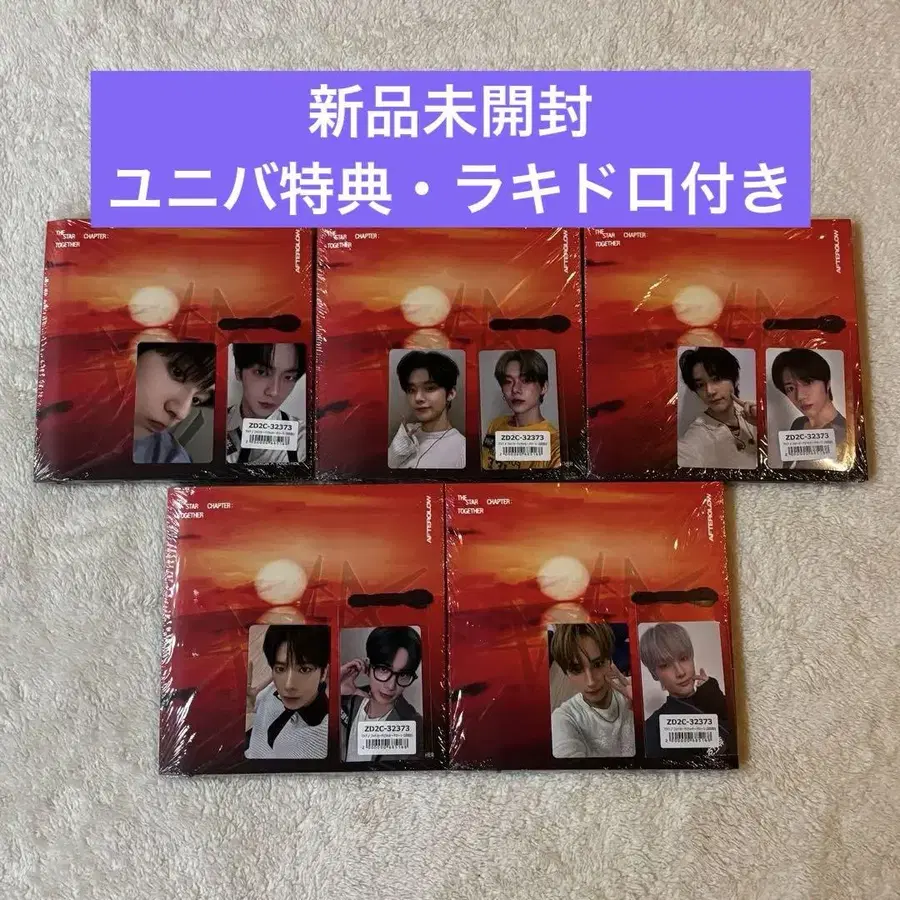 新品未開封
ユニバ特典・ラキドロ付き
THE
STAR CHAPTER:
TOGETHER
AFTERGLOW
THE
STAR CHAPTER:
TOGETHER
AFTERGLOW
THE
STAR CHAPTER:
TOGETHER
AFTERGLOW
ZD2C-32373
ZD2C-32373
ZD2C-32373
THE
STAR CHAPTER:
TOGETHER
AFTERGLOW
THE
STAR CHAPTER:
TOGETHER
AFTERGLOW
ZD2C-32373
ZD2C-32373